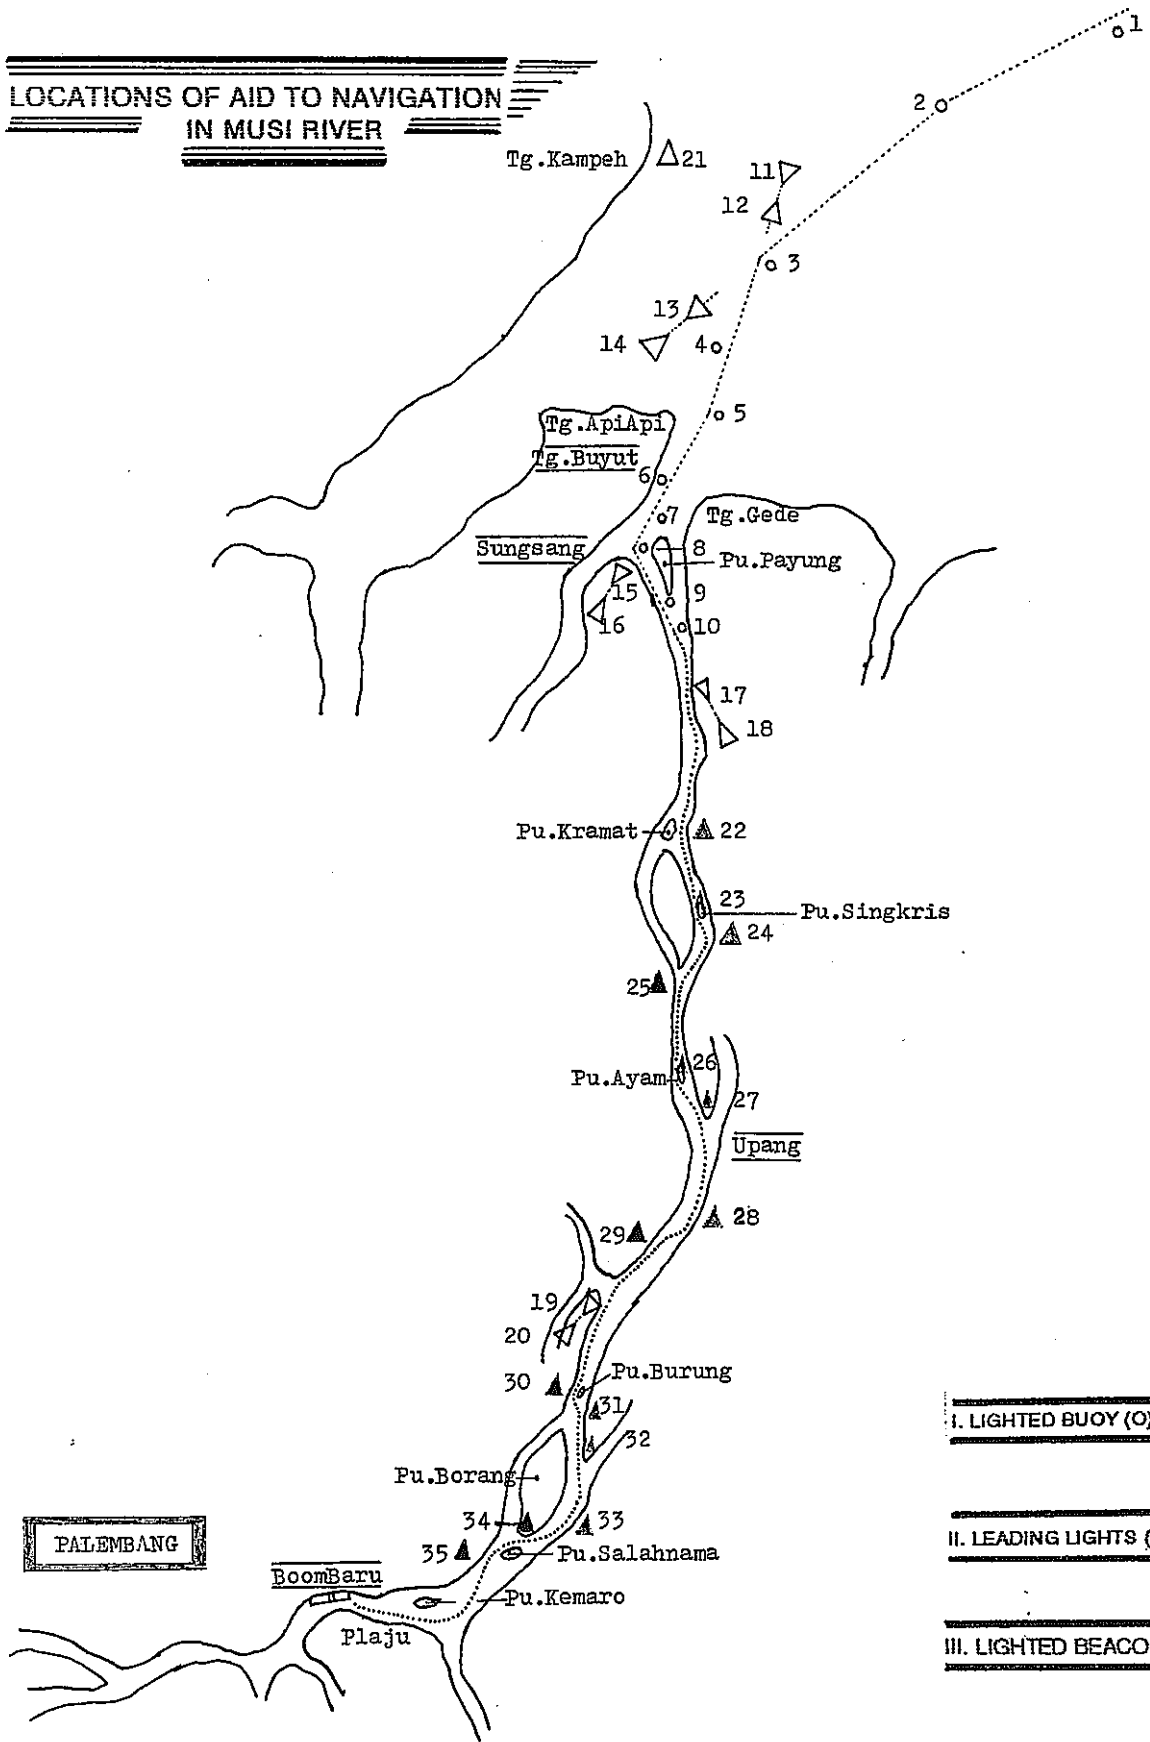 LOCATIONS OF AID TO NAVIGATION
IN MUSI RIVER
1
2
Tg.Kampeh
21
11
12
3
13
14
4
5
Tg.ApiApi
Tg.Buyut
6
7
Tg.Gede
Sungsang
8
Pu.Payung
15
9
16
10
17
18
Pu.Kramat
22
23
Pu.Singkris
24
25
26
Pu.Ayam
27
Upang
28
29
19
20
Pu.Burung
30
31
32
I. LIGHTED BUOY (O)
Pu.Borang
34
33
PALEMBANG
II. LEADING LIGHTS (
35
Pu.Salahnama
BoomBaru
Pu.Kemaro
Plaju
III. LIGHTED BEACO